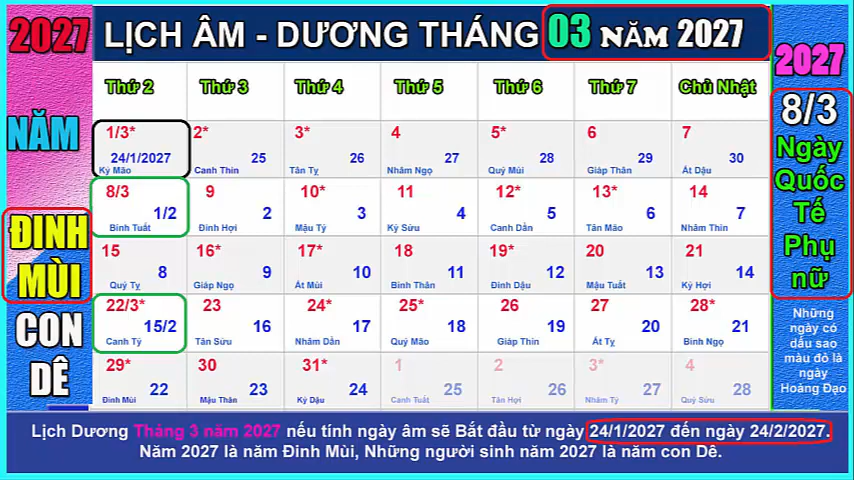 2027
LỊCH ÂM - DƯƠNG THÁNG 03 NĂM 2027
2027
NĂM
ĐINH
MÙI
CON
DÊ
Thứ 2 Thứ 3 Thứ 4 Thứ 5 Thứ 6 Thứ 7 Chủ Nhật
1/3* 2* 3* 4 5* 6 7
24/1/2027 25 26 27 28 29 30
Kỷ Mão Canh Thìn Tân Tỵ Nhâm Ngọ Quý Mùi Giáp Thân Ất Dậu
8/3 9 10* 11 12* 13* 14
1/2 2 3 4 5 6 7
Bính Tuất Đinh Hợi Mậu Tý Kỷ Sửu Canh Dần Tân Mão Nhâm Thìn
15 16* 17* 18 19* 20 21
8 9 10 11 12 13 14
Quý Tỵ Giáp Ngọ Ất Mùi Bính Thân Đinh Dậu Mậu Tuất Kỷ Hợi
22/3* 23 24* 25* 26 27 28*
15/2 16 17 18 19 20 21
Canh Tý Tân Sửu Nhâm Dần Quý Mão Giáp Thìn Ất Tỵ Bính Ngọ
29* 30 31* 1 2 3* 4
22 23 24 25 26 27 28
Đinh Mùi Mậu Thân Kỷ Dậu Canh Tuất Tân Hợi Nhâm Tý Quý Sửu
8/3
Ngày
Quốc
Tế
Phụ
nữ
Những
ngày có
dấu sao
màu đỏ là
ngày
Hoàng Đạo
Lịch Dương Tháng 3 năm 2027 nếu tính ngày âm sẽ Bắt đầu từ ngày 24/1/2027 đến ngày 24/2/2027.
Năm 2027 là năm Đinh Mùi, Những người sinh năm 2027 là năm con Dê.